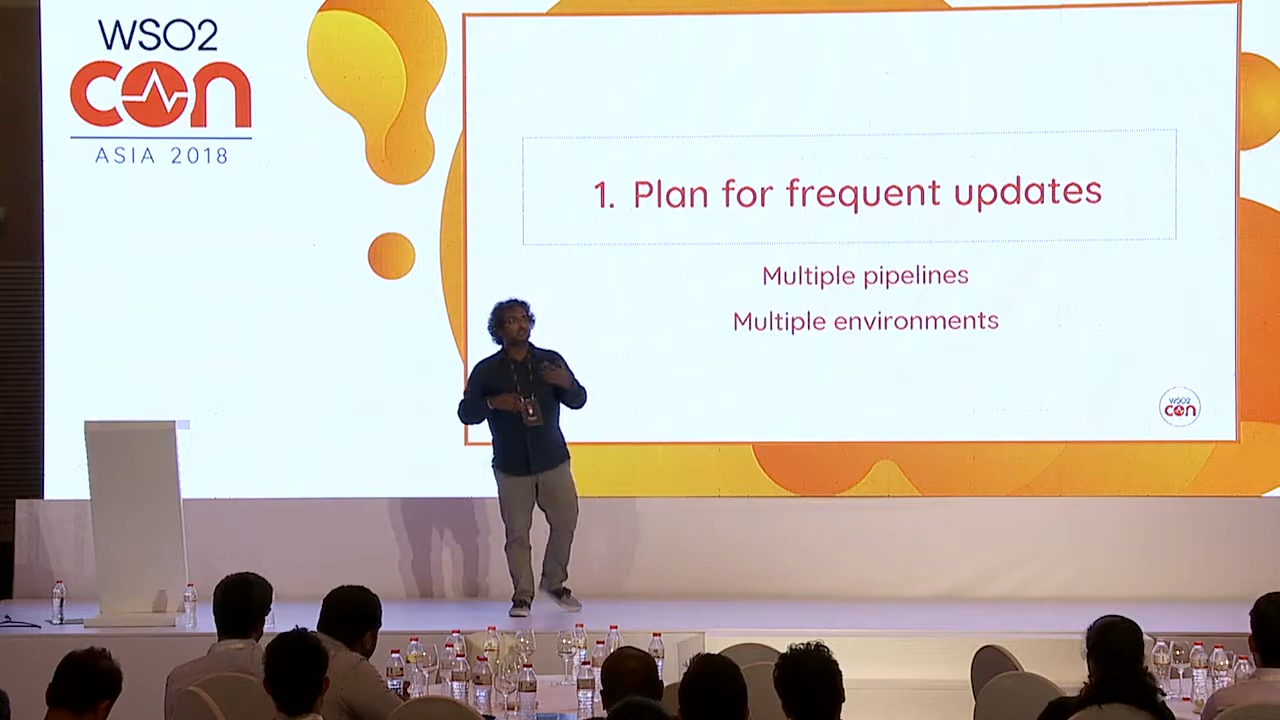 WSO2
con
ASIA 2018
1. Plan for frequent updates
Multiple pipelines
Multiple environments
WSO2
con